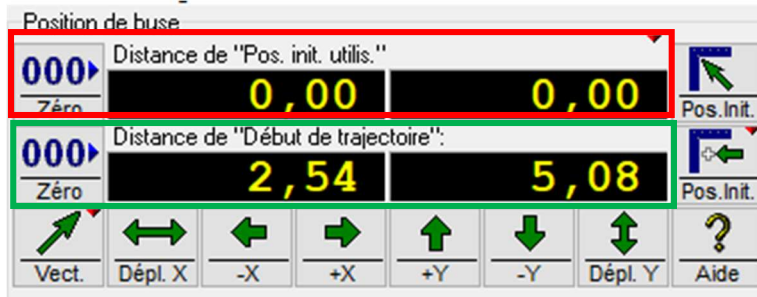 Position de buse
Distance de "Pos. init. utilis."
000
Zéro
0,00 0,00
Pos.Init.
Distance de "Début de trajectoire":
000
Zéro
2,54 5,08
Pos.Init.
Vect. Dépl. X -X +X +Y -Y Dépl. Y Aide